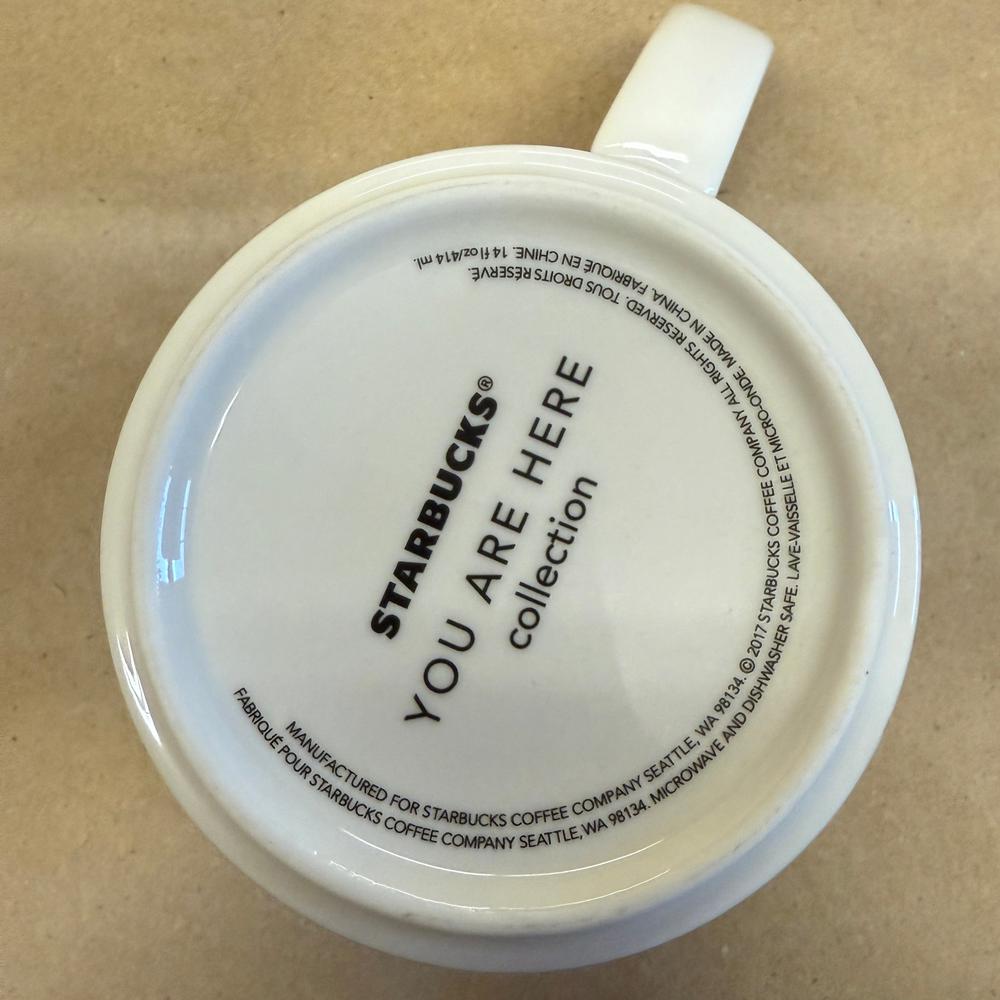 STARBUCKS®
YOU ARE HERE
collection
MANUFACTURED FOR STARBUCKS COFFEE COMPANY SEATTLE, WA 98134. © 2017 STARBUCKS COFFEE COMPANY ALL RIGHTS RESERVED. TOUS DROITS RÉSERVÉ.
FABRIQUÉ POUR STARBUCKS COFFEE COMPANY SEATTLE, WA 98134. MICROWAVE AND DISHWASHER SAFE. LAVE-VAISSELLE ET MICRO-ONDE. MADE IN CHINA. FABRIQUÉ EN CHINE. 14 fl oz/414 ml.